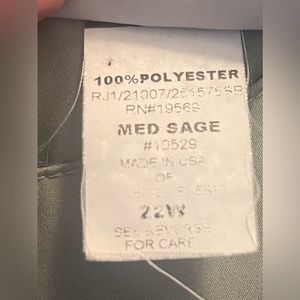 100%POLYESTER
RN#19569
MED SAGE
#10529
MADE IN USA
OF
22W
SEE REVERSE
FOR CARE